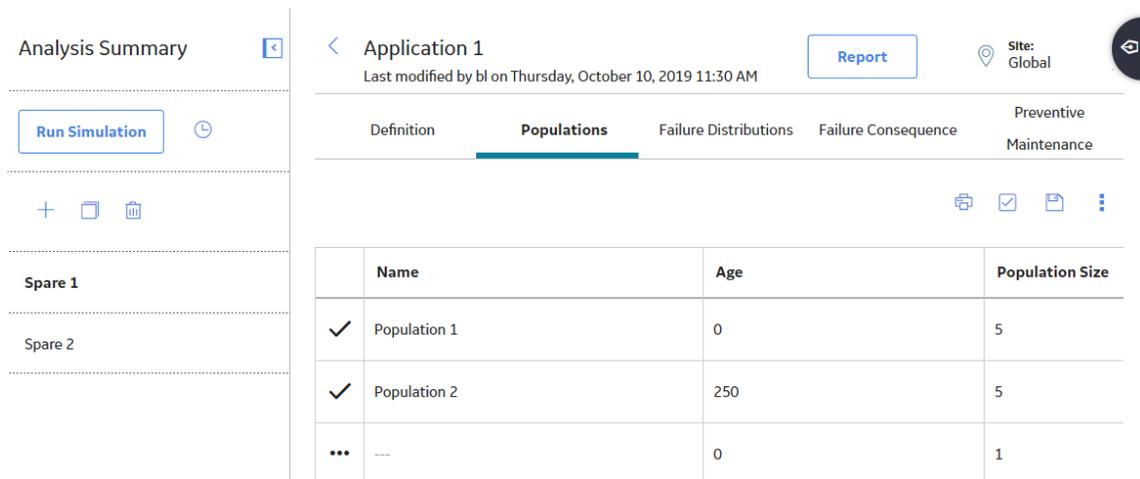 Analysis Summary
Run Simulation
Spare 1
Spare 2
Application 1
Last modified by bl on Thursday, October 10, 2019 11:30 AM
Report
Site:
Global
Definition
Populations
Failure Distributions
Failure Consequence
Preventive
Maintenance
Name Age Population Size
Population 1 0 5
Population 2 250 5
--- 0 1